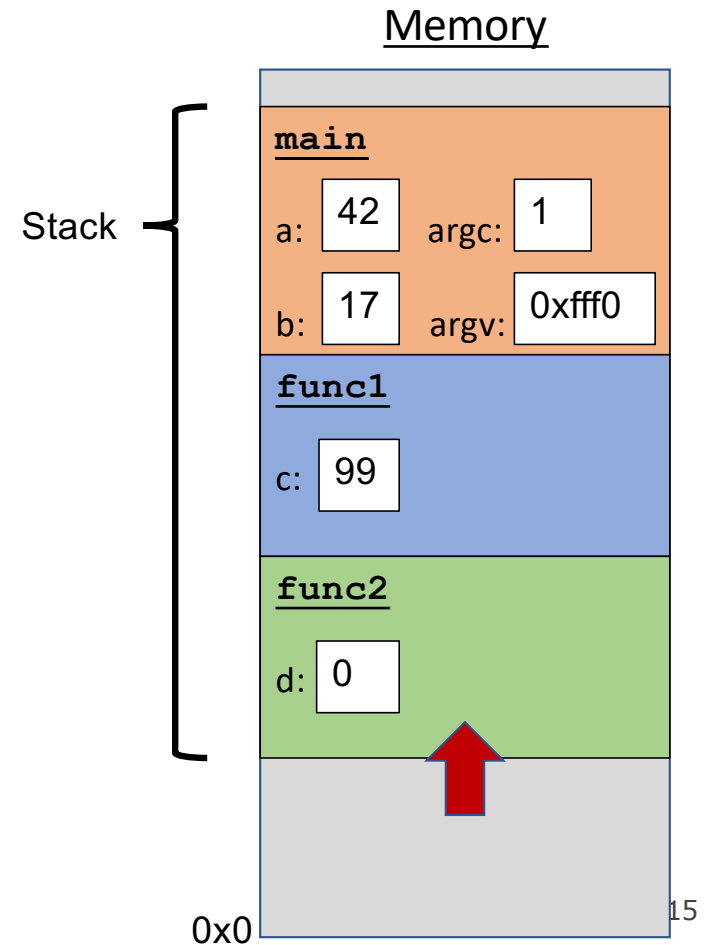 Memory
main
Stack
a: 42 argc: 1
b: 17 argv: 0xfff0
func1
c: 99
func2
d: 0
15
0x0